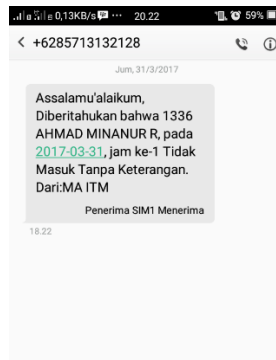 0,13KB/s ··· 20.22 59%
+6285713132128
Jum, 31/3/2017
Assalamu'alaikum,
Diberitahukan bahwa 1336
AHMAD MINANUR R, pada
2017-03-31, jam ke-1 Tidak
Masuk Tanpa Keterangan.
Dari:MA ITM
Penerima SIM1 Menerima
18.22